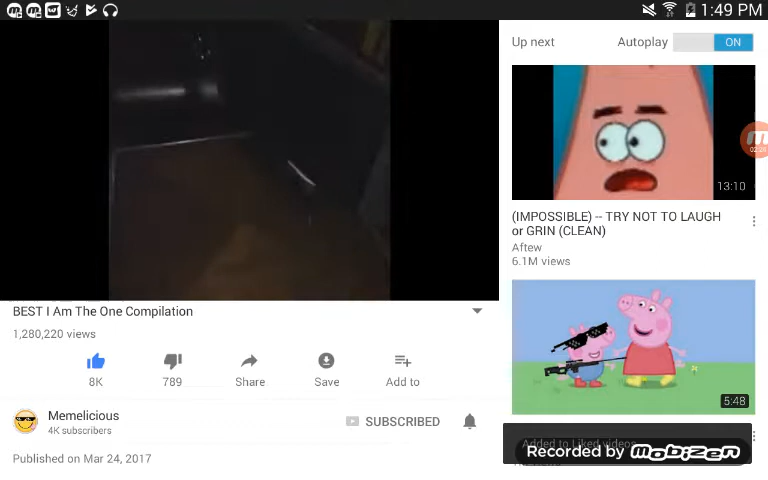 1:49 PM
Up next
Autoplay
ON
02:26
13:10
(IMPOSSIBLE) -- TRY NOT TO LAUGH
or GRIN (CLEAN)
Aftew
6.1M views
5:48
Added to Liked videos
Recorded by MOBIZEN
BEST I Am The One Compilation
1,280,220 views
8K
789
Share
Save
Add to
Memelicious
4K subscribers
SUBSCRIBED
Published on Mar 24, 2017